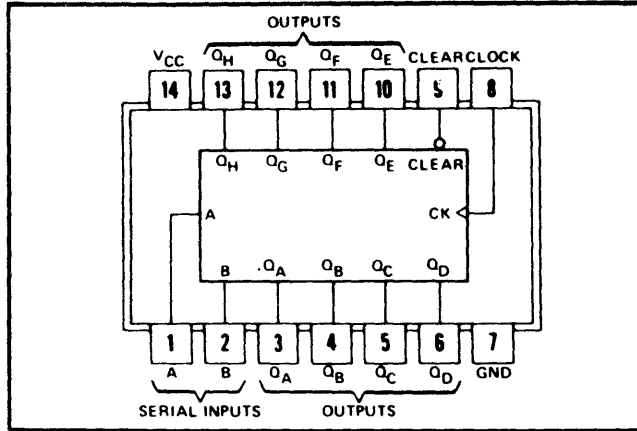 OUTPUTS
VCC QH QG QF QE CLEAR CLOCK
14 13 12 11 10 9 8
QH QG QF QE CLEAR
A CK
B QA QB QC QD
1 2 3 4 5 6 7
A B QA QB QC QD GND
SERIAL INPUTS OUTPUTS